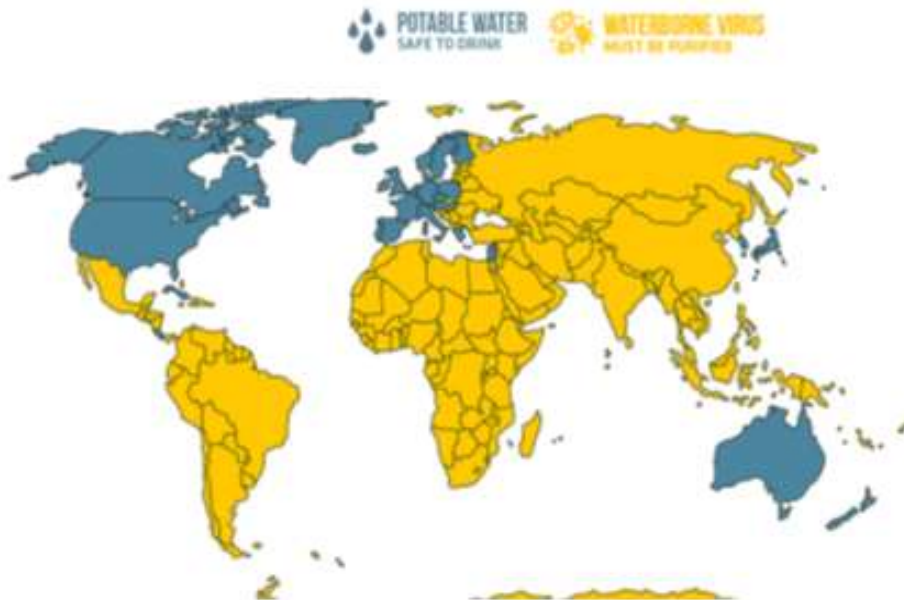 POTABLE WATER
SAFE TO DRINK
WATERBORNE VIRUS
MUST BE PURIFIED